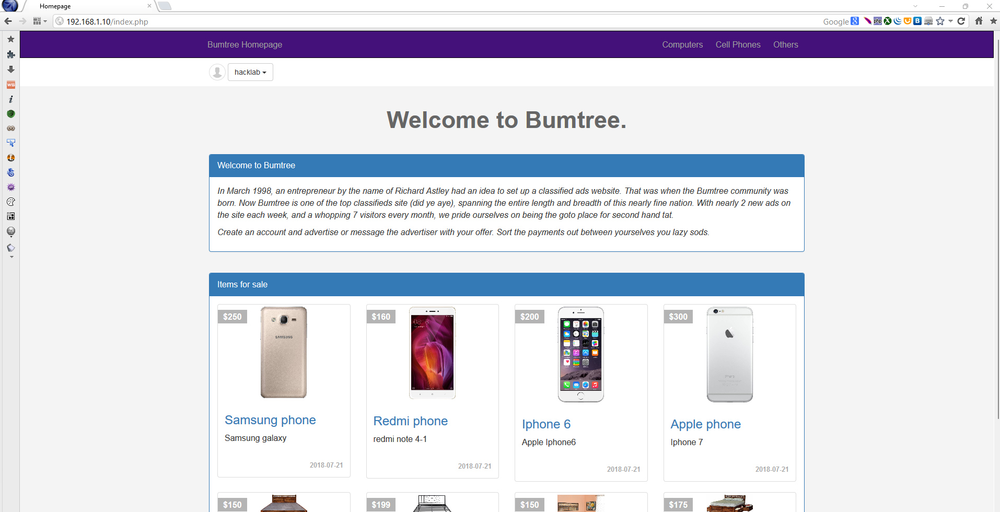 Homepage
192.168.1.10/index.php
Google
Bumtree Homepage
Computers
Cell Phones
Others
hacklab
Welcome to Bumtree.
Welcome to Bumtree
In March 1998, an entrepreneur by the name of Richard Astley had an idea to set up a classified ads website. That was when the Bumtree community was
born. Now Bumtree is one of the top classifieds site (did ye aye), spanning the entire length and breadth of this nearly fine nation. With nearly 2 new ads on
the site each week, and a whopping 7 visitors every month, we pride ourselves on being the goto place for second hand tat.
Create an account and advertise or message the advertiser with your offer. Sort the payments out between yourselves you lazy sods.
Items for sale
$250
SAMSUNG
Samsung phone
Samsung galaxy
2018-07-21
$160
Redmi phone
redmi note 4-1
2018-07-21
$200
Iphone 6
Apple Iphone6
2018-07-21
$300
iPhone
Apple phone
Iphone 7
2018-07-21
$150
$199
$150
$175